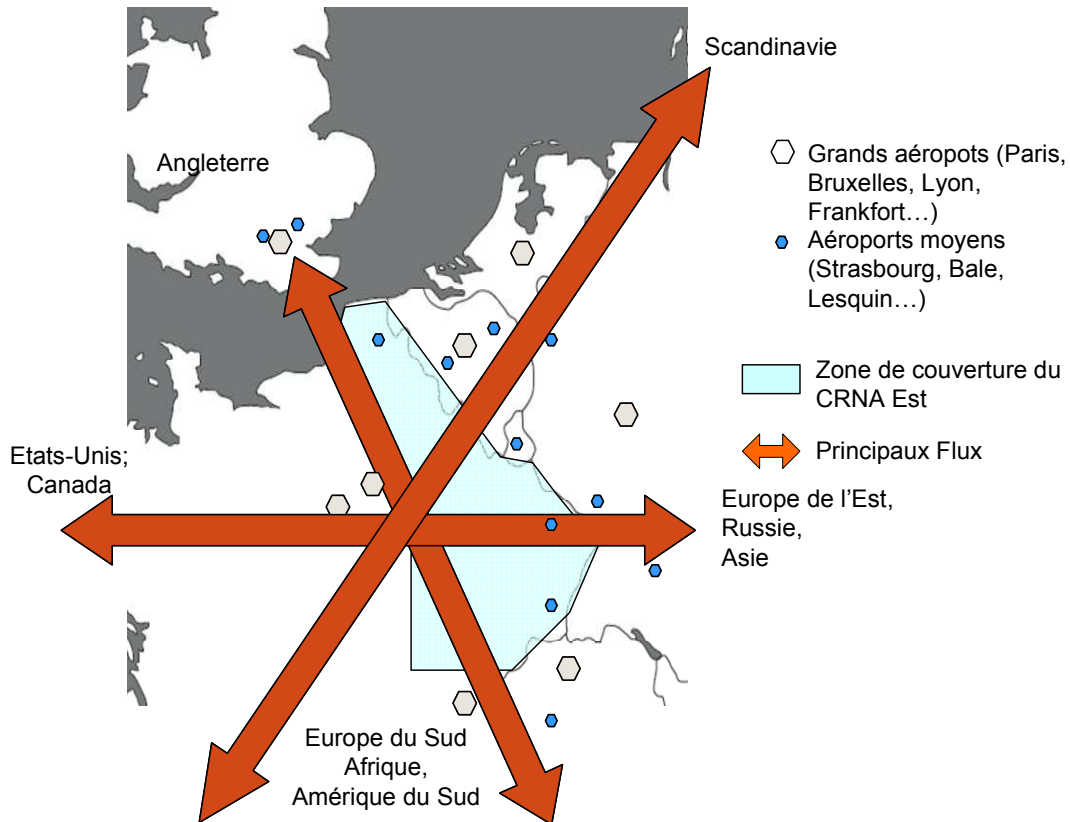 Scandinavie
Angleterre
Grands aéropots (Paris,
Bruxelles, Lyon,
Frankfort…)
Aéroports moyens
(Strasbourg, Bale,
Lesquin…)
Zone de couverture du
CRNA Est
Principaux Flux
Etats-Unis;
Canada
Europe de l'Est,
Russie,
Asie
Europe du Sud
Afrique,
Amérique du Sud